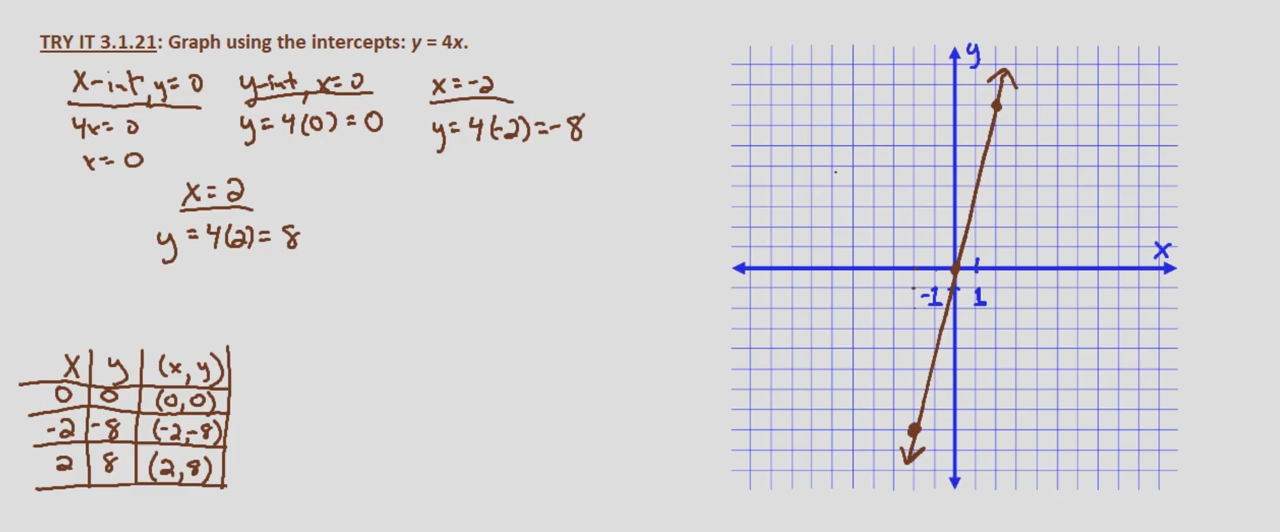 TRY IT 3.1.21: Graph using the intercepts: y = 4x.
x-int, y=0
4x=0
x=0
y-int, x=0
y=4(0)=0
x=-2
y=4(-2)=-8
x=2
y=4(2)=8
x y (x,y)
0 0 (0,0)
-2 -8 (-2,-8)
2 8 (2,8)
y
x
-1 1